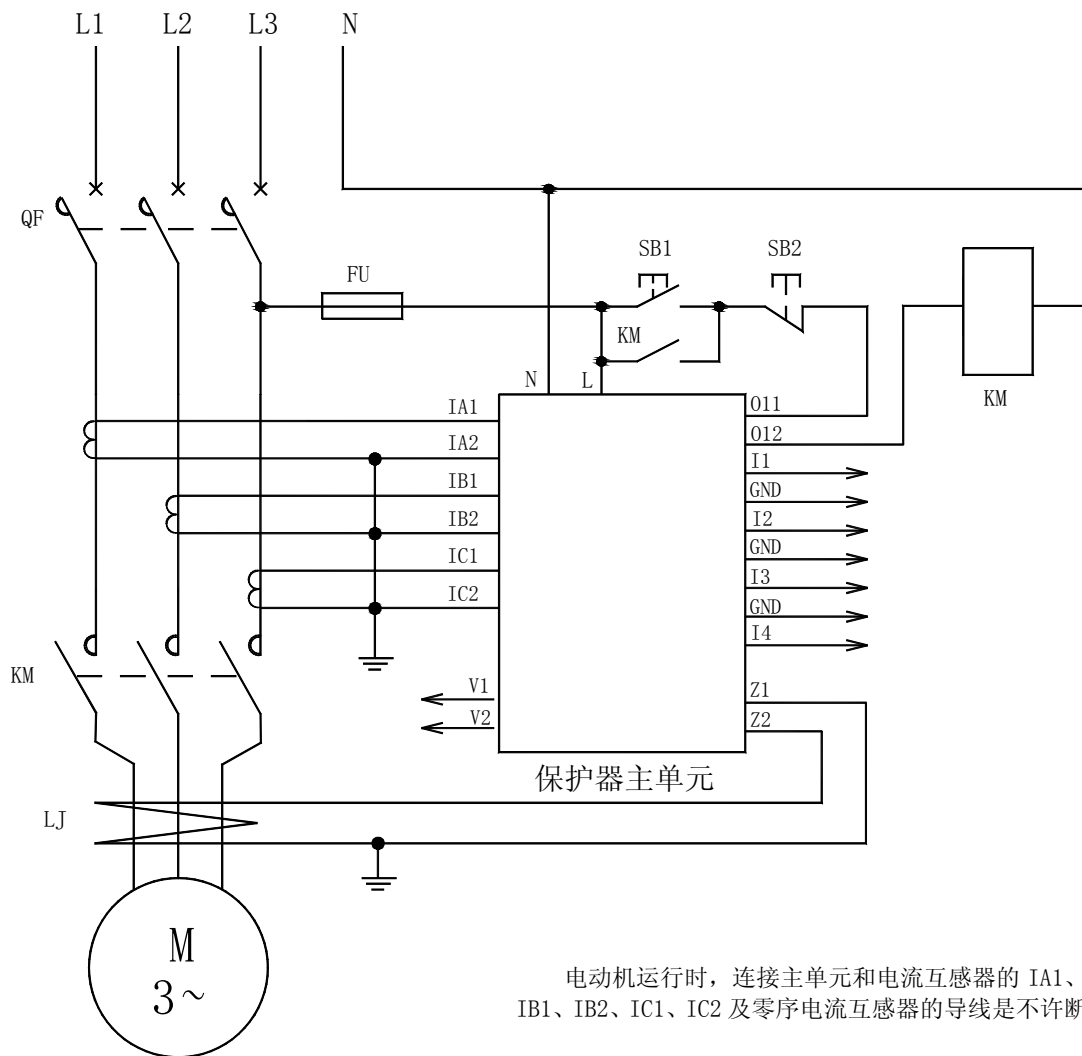 L1 L2 L3 N
QF
FU
SB1 SB2
KM
N L
KM
IA1
IA2
IB1
IB2
IC1
IC2
O11
O12
I1
GND
I2
GND
I3
GND
I4
KM
V1
V2
Z1
Z2
保护器主单元
LJ
M
3~
电动机运行时，连接主单元和电流互感器的 IA1、
IB1、IB2、IC1、IC2 及零序电流互感器的导线是不许断